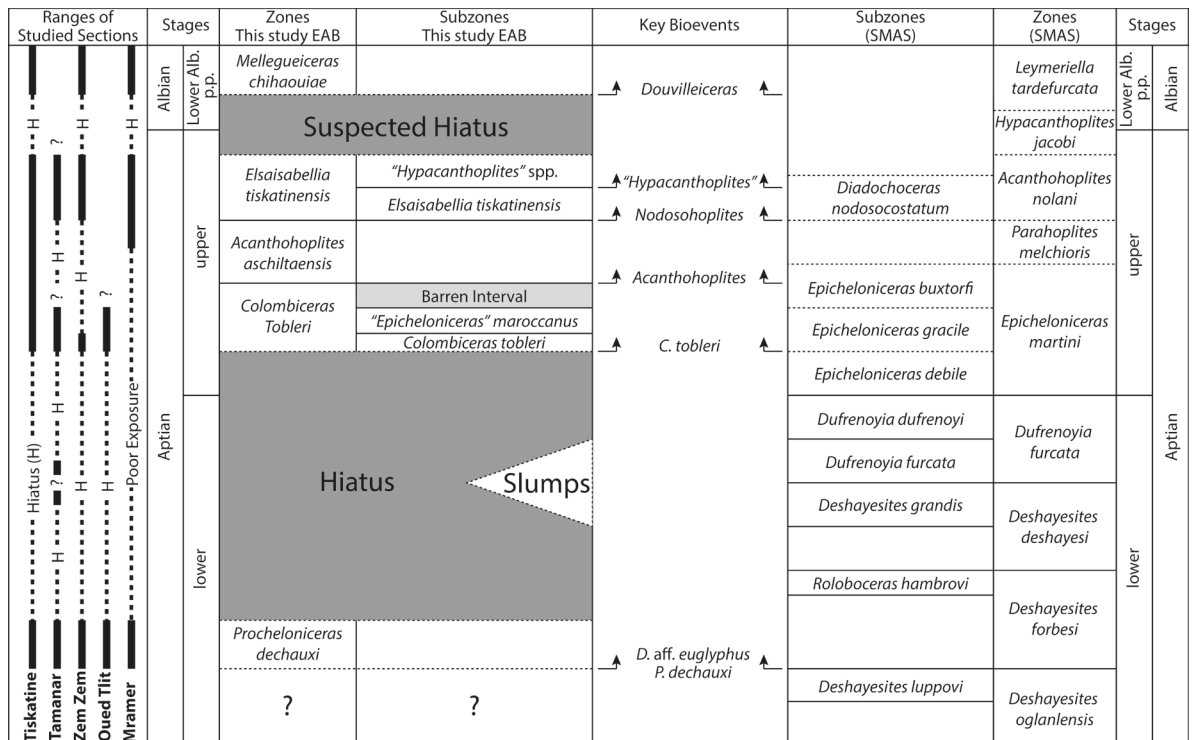 Ranges of
Studied Sections
Stages
Zones
This study EAB
Subzones
This study EAB
Key Bioevents
Subzones
(SMAS)
Zones
(SMAS)
Stages
H
?
H
H
H
?
H
H
?
Hiatus (H)
H
?
H
H
H
Poor Exposure
Tiskatine
Tamanar
Zem Zem
Oued Tlit
Mramer
Albian
Aptian
Lower Alb.
p.p.
upper
lower
Mellegueiceras
chihaouiae
Suspected Hiatus
Elsaisabellia
tiskatinensis
Acanthohoplites
aschiltaensis
Colombiceras
Tobleri
Hiatus
Slumps
Procheloniceras
dechauxi
?
"Hypacanthoplites" spp.
Elsaisabellia tiskatinensis
Barren Interval
"Epicheloniceras" maroccanus
Colombiceras tobleri
?
Douvilleiceras
"Hypacanthoplites"
Nodosohoplites
Acanthohoplites
C. tobleri
D. aff. euglyphus
P. dechauxi
Diadochoceras
nodosocostatum
Epicheloniceras buxtorfi
Epicheloniceras gracile
Epicheloniceras debile
Dufrenoyia dufrenoyi
Dufrenoyia furcata
Deshayesites grandis
Roloboceras hambrovi
Deshayesites luppovi
Leymeriella
tardefurcata
Hypacanthoplites
jacobi
Acanthohoplites
nolani
Parahoplites
melchioris
Epicheloniceras
martini
Dufrenoyia
furcata
Deshayesites
deshayesi
Deshayesites
forbesi
Deshayesites
oglanlensis
Lower Alb.
p.p.
upper
lower
Albian
Aptian